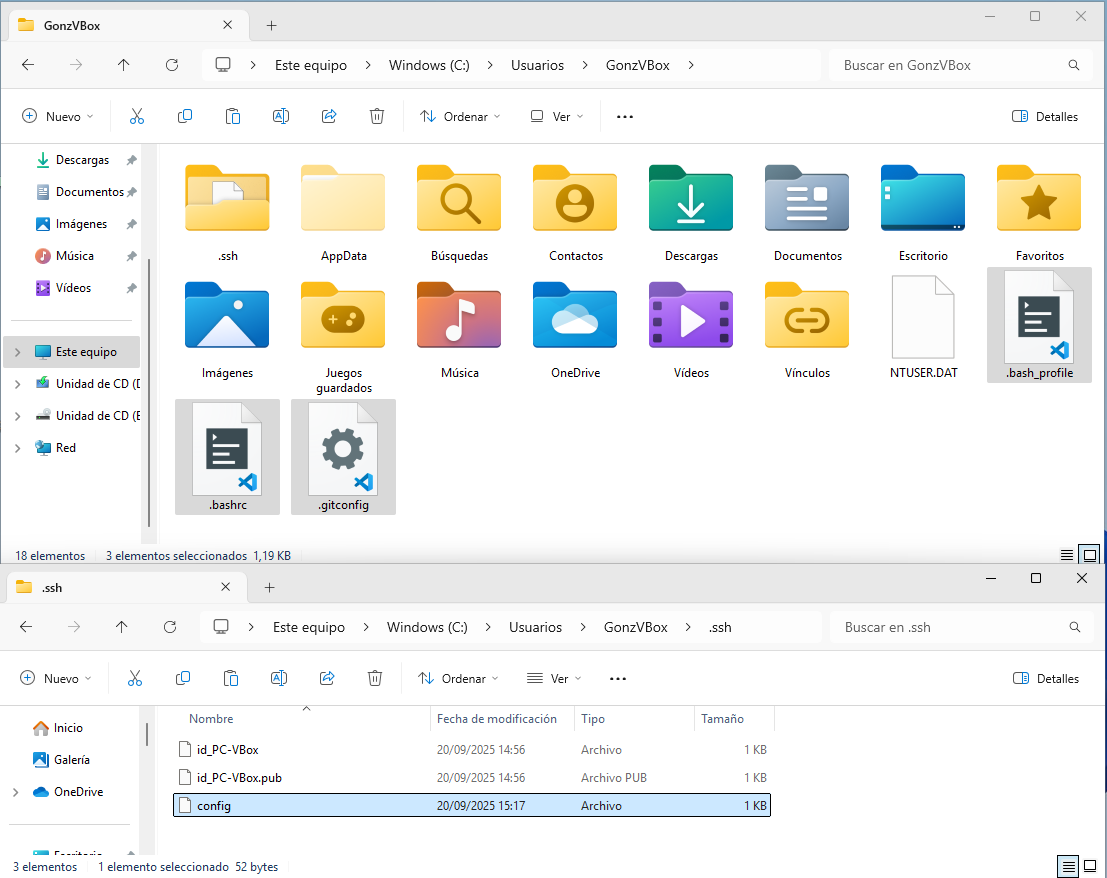 GonzVBox
Este equipo > Windows (C:) > Usuarios > GonzVBox >
Buscar en GonzVBox
Nuevo
Ordenar
Ver
Detalles
Descargas
Documentos
Imágenes
Música
Vídeos
Este equipo
Unidad de CD (D
Unidad de CD (E
Red
.ssh
AppData
Búsquedas
Contactos
Descargas
Documentos
Escritorio
Favoritos
Imágenes
Juegos
guardados
Música
OneDrive
Vídeos
Vínculos
NTUSER.DAT
.bash_profile
.bashrc
.gitconfig
18 elementos
3 elementos seleccionados 1,19 KB
.ssh
Este equipo > Windows (C:) > Usuarios > GonzVBox > .ssh
Buscar en .ssh
Nuevo
Ordenar
Ver
Detalles
Inicio
Galería
OneDrive
Escritorio
Nombre Fecha de modificación Tipo Tamaño
id_PC-VBox 20/09/2025 14:56 Archivo 1 KB
id_PC-VBox.pub 20/09/2025 14:56 Archivo PUB 1 KB
config 20/09/2025 15:17 Archivo 1 KB
3 elementos
1 elemento seleccionado 52 bytes